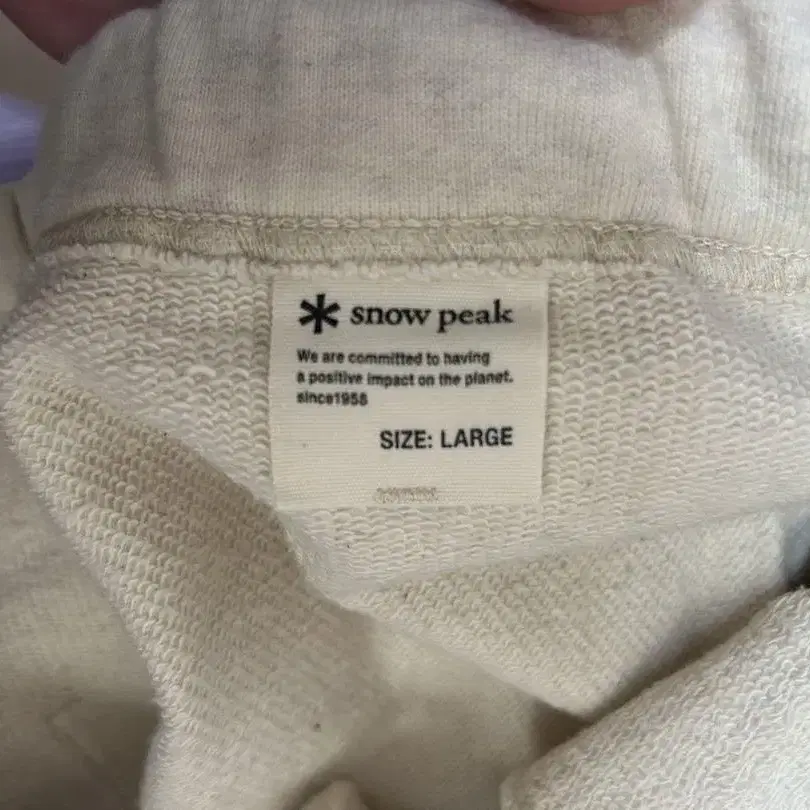 snow peak
We are committed to having
a positive impact on the planet.
since1958
SIZE: LARGE